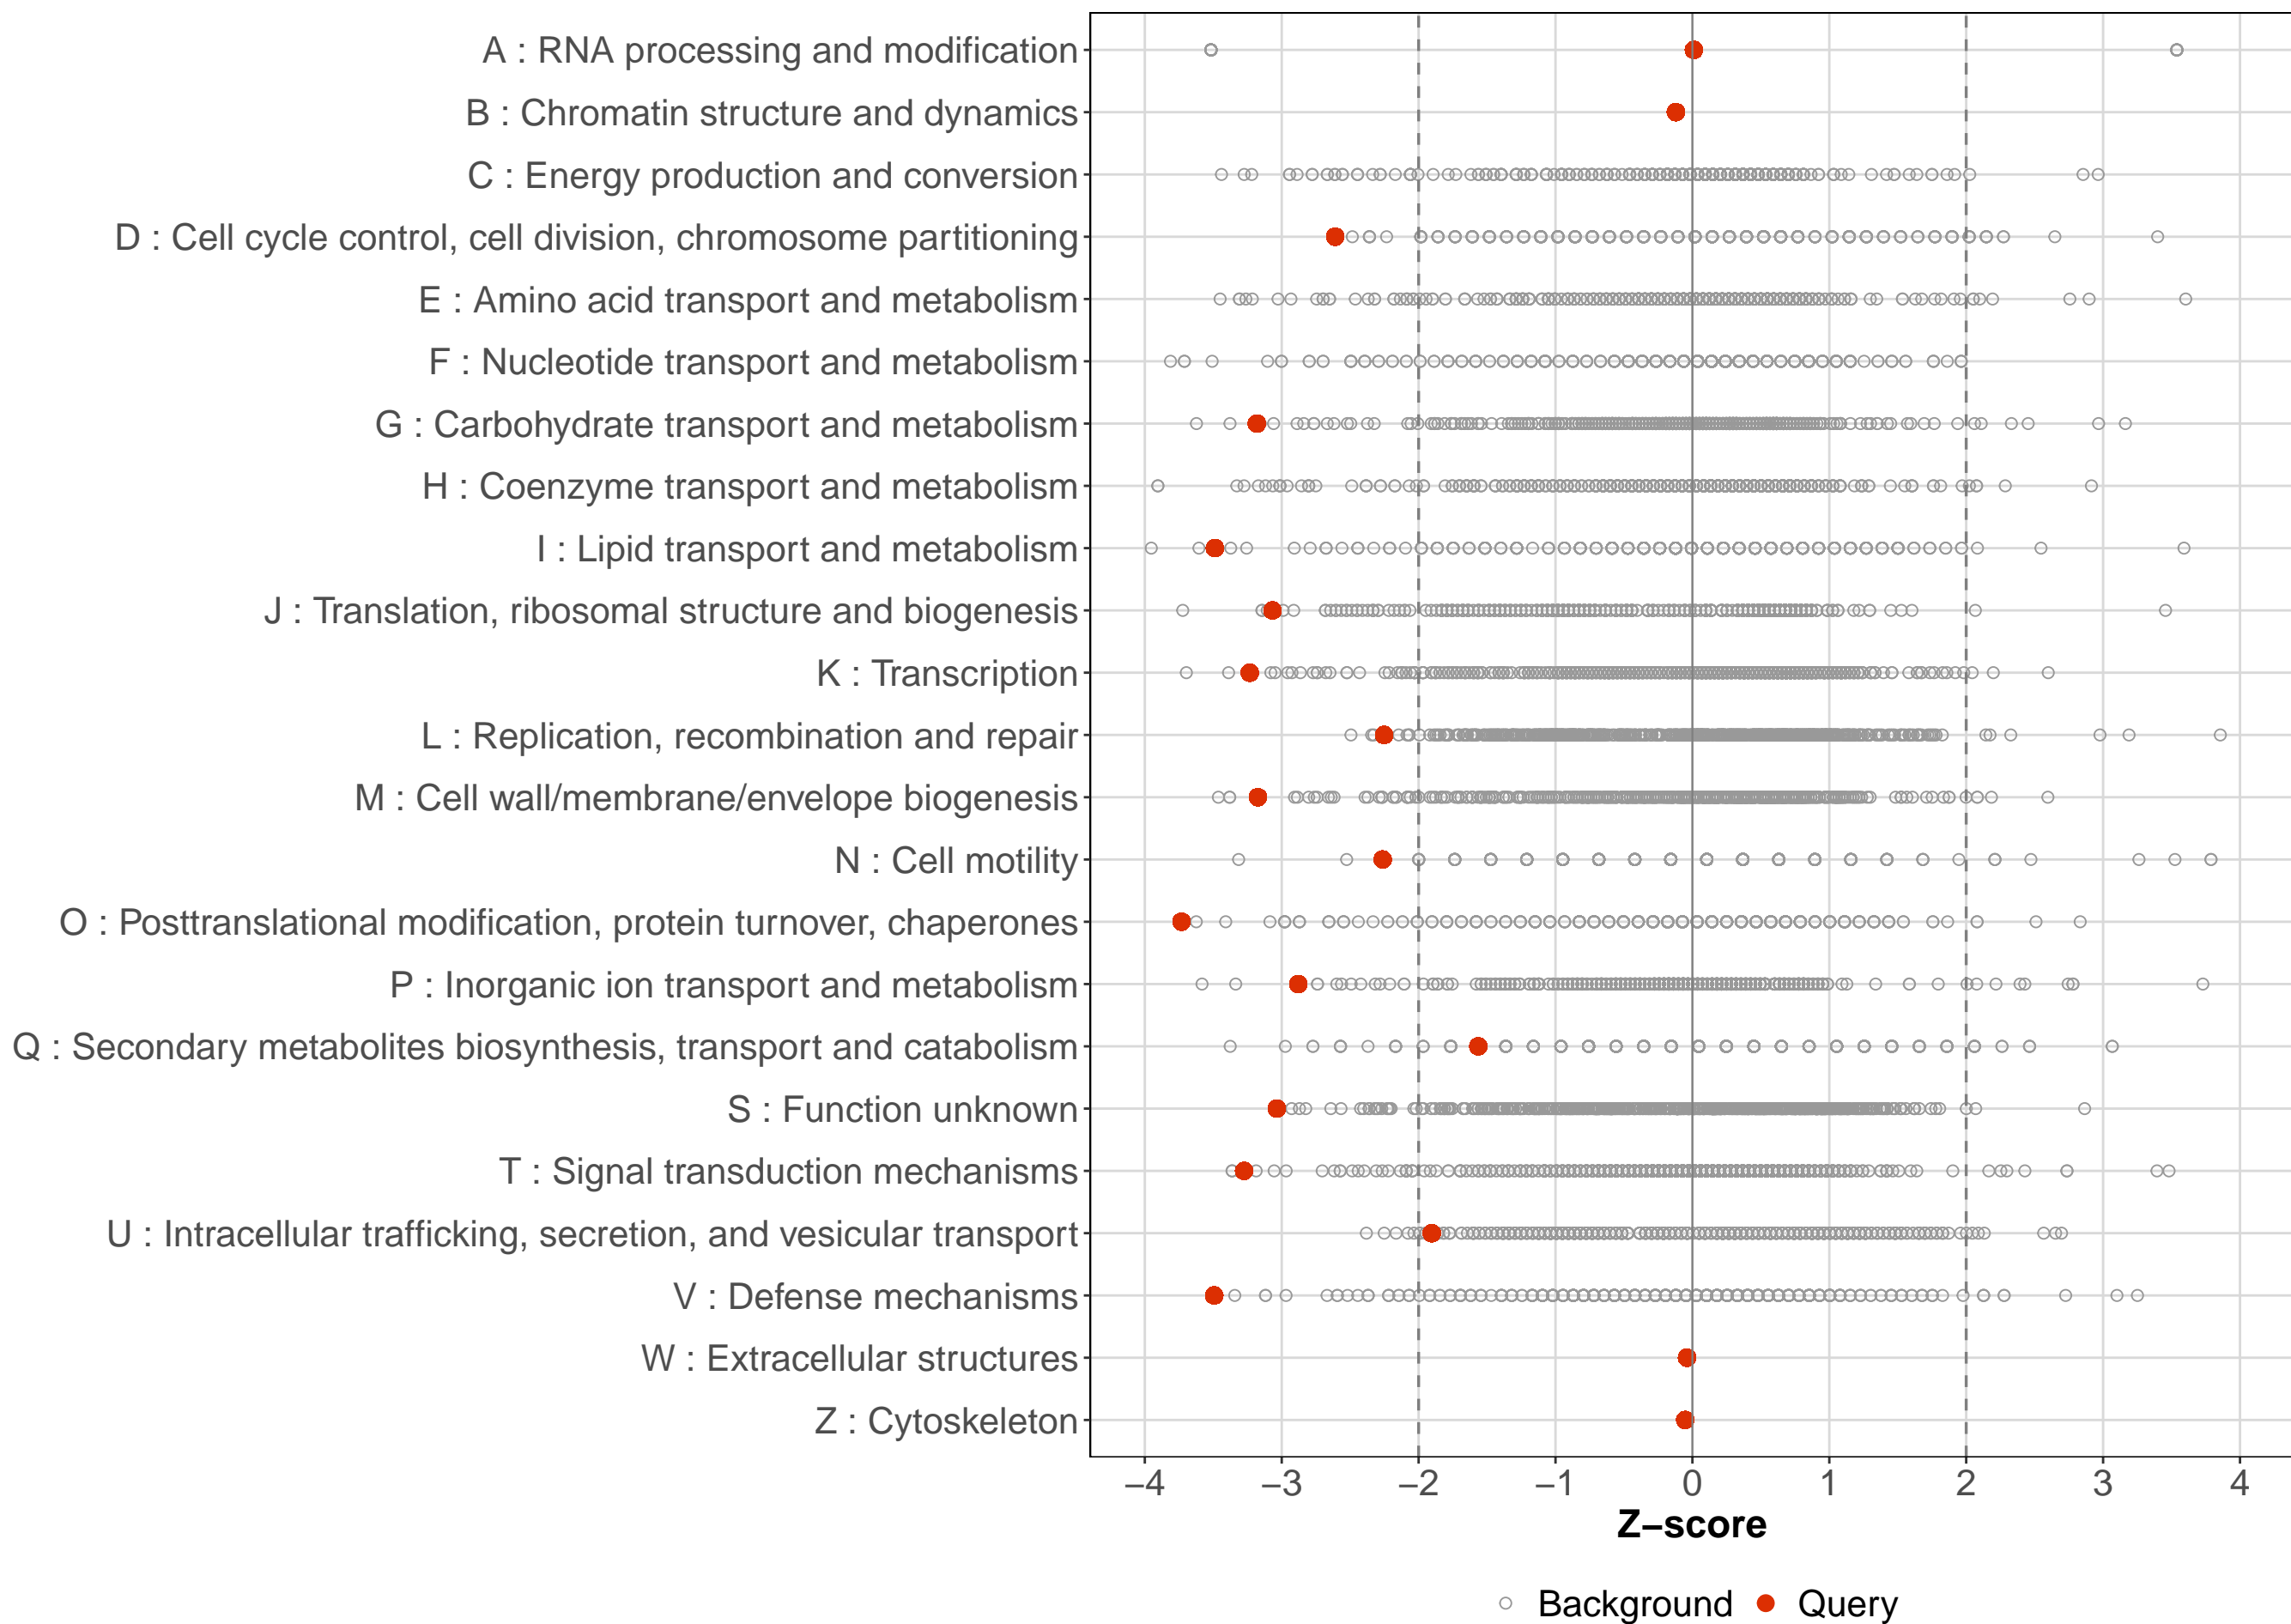 A : RNA processing and modification
B : Chromatin structure and dynamics
C : Energy production and conversion
D : Cell cycle control, cell division, chromosome partitioning
E : Amino acid transport and metabolism
F : Nucleotide transport and metabolism
G : Carbohydrate transport and metabolism
H : Coenzyme transport and metabolism
I : Lipid transport and metabolism
J : Translation, ribosomal structure and biogenesis
K : Transcription
L : Replication, recombination and repair
M : Cell wall/membrane/envelope biogenesis
N : Cell motility
O : Posttranslational modification, protein turnover, chaperones
P : Inorganic ion transport and metabolism
Q : Secondary metabolites biosynthesis, transport and catabolism
S : Function unknown
T : Signal transduction mechanisms
U : Intracellular trafficking, secretion, and vesicular transport
V : Defense mechanisms
W : Extracellular structures
Z : Cytoskeleton
−4 −3 −2 −1 0 1 2 3 4
Z−score
Background Query